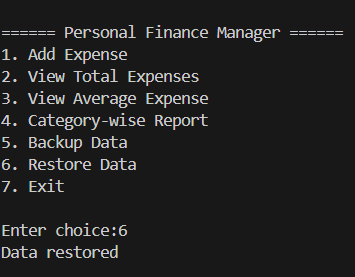 ====== Personal Finance Manager ======
1. Add Expense
2. View Total Expenses
3. View Average Expense
4. Category-wise Report
5. Backup Data
6. Restore Data
7. Exit
Enter choice:6
Data restored